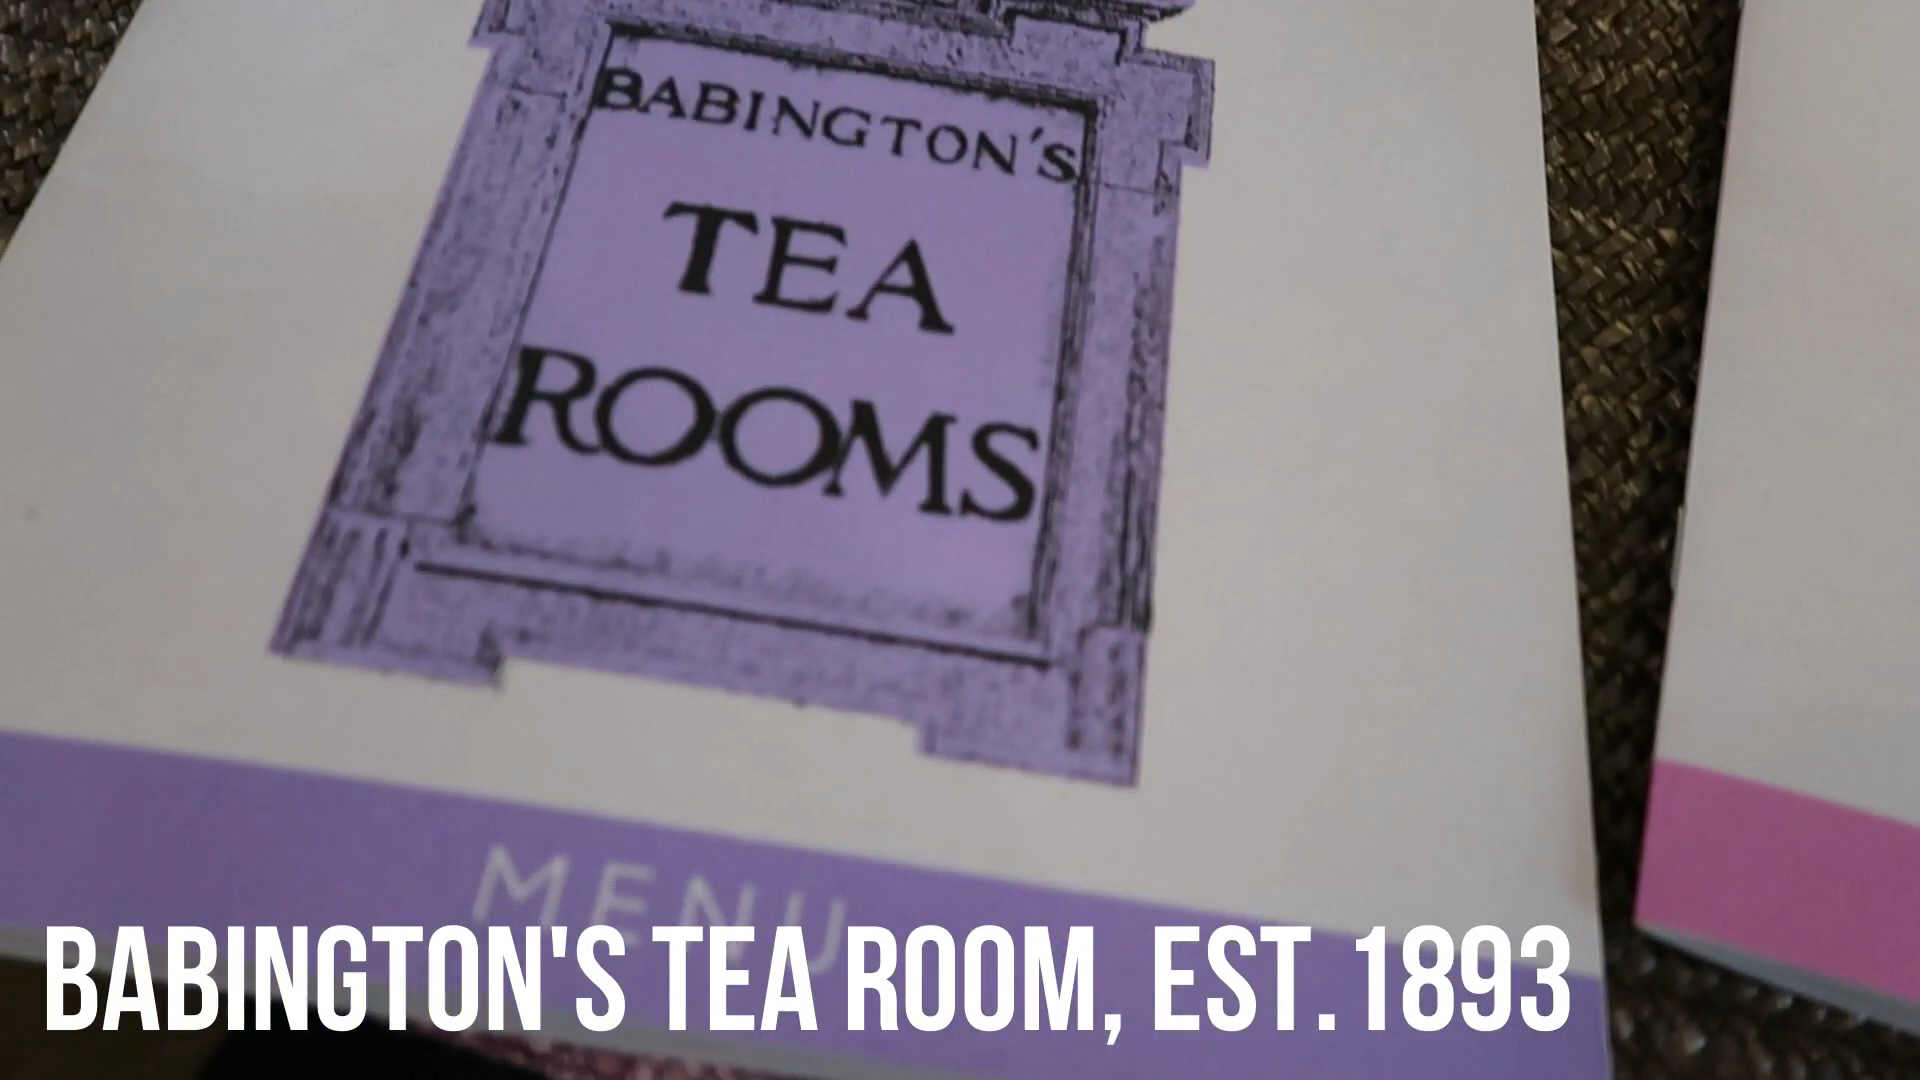 BABINGTON'S
TEA
ROOMS
MENU
BABINGTON'S TEA ROOM, EST.1893